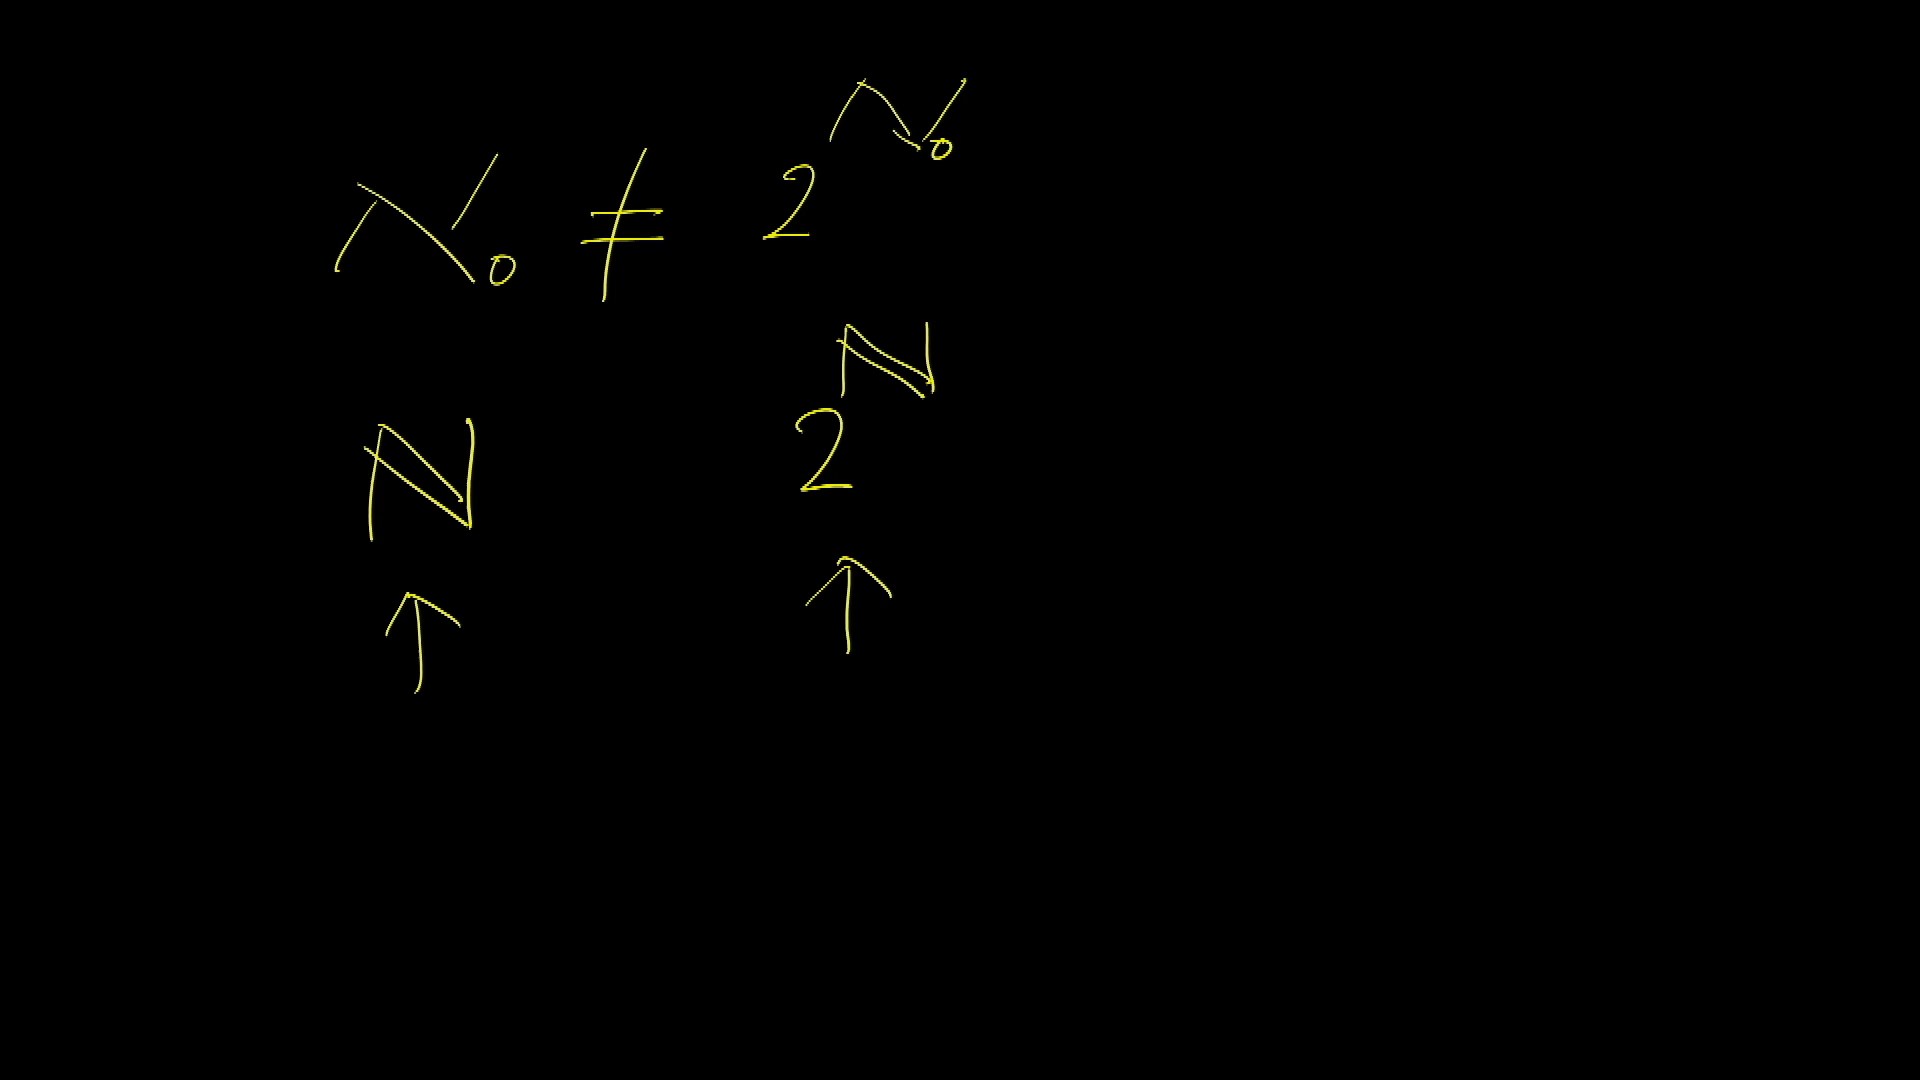 ℵ₀ ≠ 2^ℵ₀
ℕ 2^ℕ
↑ ↑